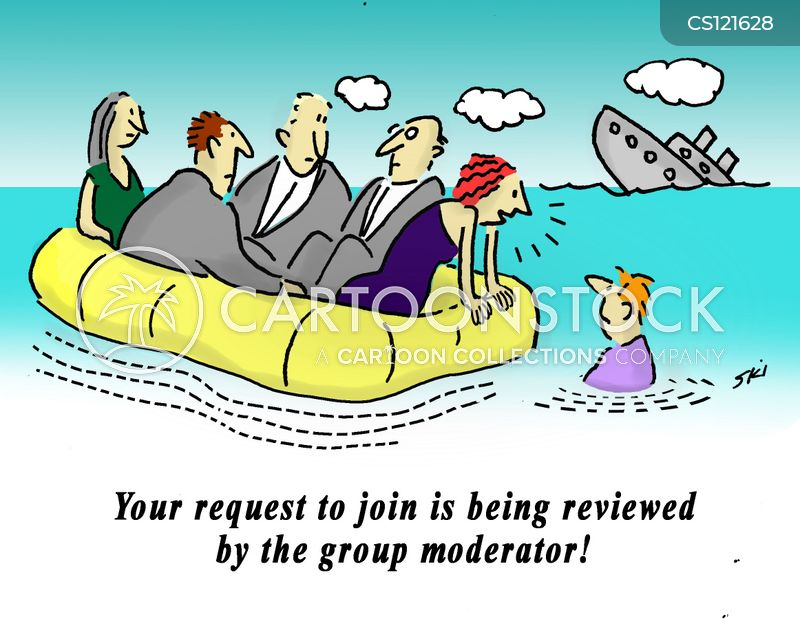 CS121628
CARTOONSTOCK
A CARTOON COLLECTIONS COMPANY
SKI
Your request to join is being reviewed
by the group moderator!